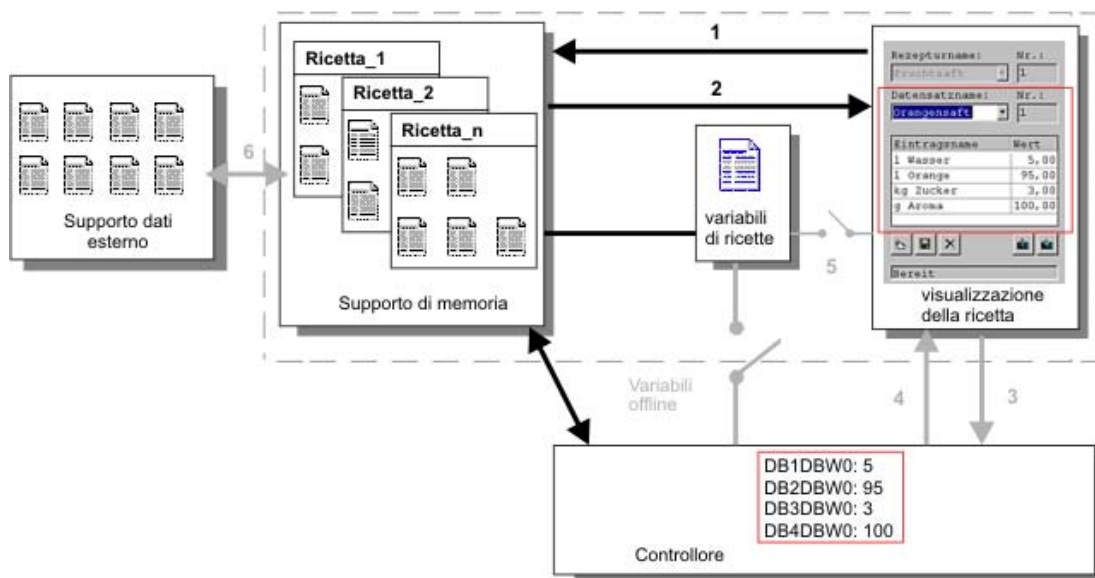 Ricetta_1
Ricetta_2
Ricetta_n
Supporto di memoria
Supporto dati
esterno
6
1
2
variabili
di ricette
5
Rezepturname:
Nr.:
Fruchtsaft
1
Datensatzname:
Nr.:
Orangensaft
1
Eintragsname
Wert
l Wasser
5,00
l Orange
95,00
kg Zucker
3,00
g Aroma
100,00
Bereit
visualizzazione
della ricetta
Variabili
offline
4
3
DB1DBW0: 5
DB2DBW0: 95
DB3DBW0: 3
DB4DBW0: 100
Controllore